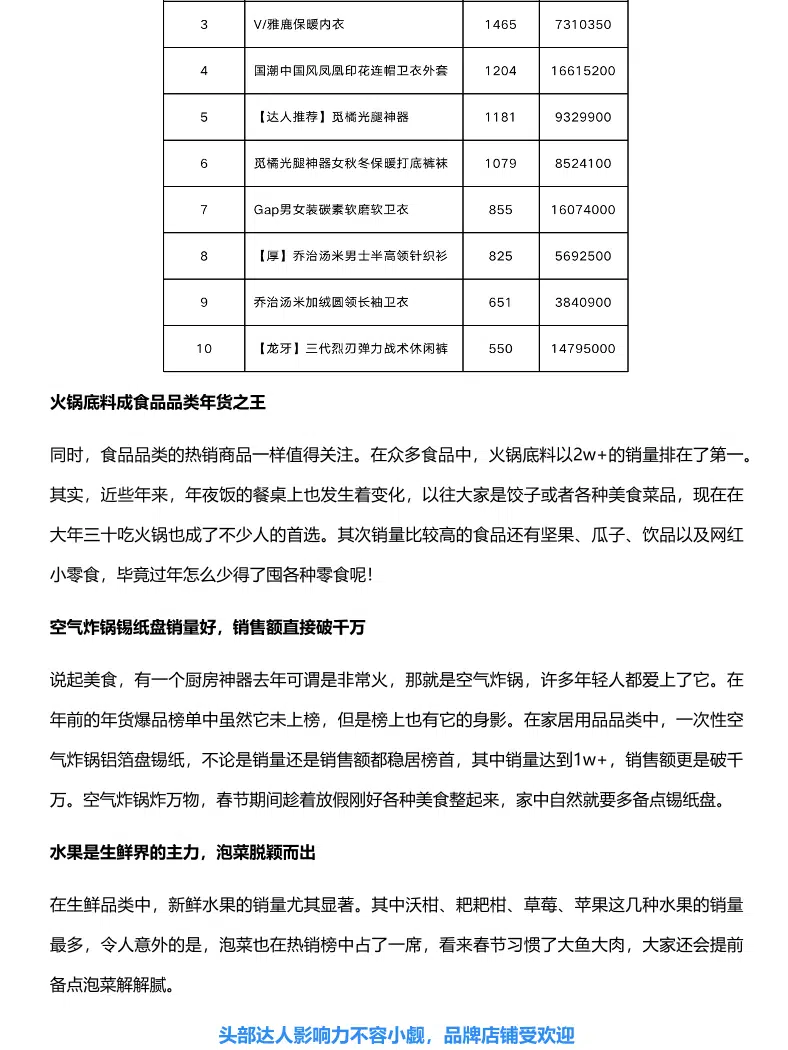 3 V/雅鹿保暖内衣 1465 7310350
4 国潮中国风凤凰印花连帽卫衣外套 1204 16615200
5 【达人推荐】觅橘光腿神器 1181 9329900
6 觅橘光腿神器女秋冬保暖打底裤袜 1079 8524100
7 Gap男女装碳素软磨软卫衣 855 16074000
8 【厚】乔治汤米男士半高领针织衫 825 5692500
9 乔治汤米加绒圆领长袖卫衣 651 3840900
10 【龙牙】三代烈刃弹力战术休闲裤 550 14795000
火锅底料成食品品类年货之王
同时，食品品类的热销商品一样值得关注。在众多食品中，火锅底料以2w+的销量排在了第一。
其实，近些年来，年夜饭的餐桌上也发生着变化，以往大家是饺子或者各种美食菜品，现在在
大年三十吃火锅也成了不少人的首选。其次销量比较高的食品还有坚果、瓜子、饮品以及网红
小零食，毕竟过年怎么少得了囤各种零食呢！
空气炸锅锡纸盘销量好，销售额直接破千万
说起美食，有一个厨房神器去年可谓是非常火，那就是空气炸锅，许多年轻人都爱上了它。在
年前的年货爆品榜单中虽然它未上榜，但是榜上也有它的身影。在家居用品品类中，一次性空
气炸锅铝箔盘锡纸，不论是销量还是销售额都稳居榜首，其中销量达到1w+，销售额更是破千
万。空气炸锅炸万物，春节期间趁着放假刚好各种美食整起来，家中自然就要多备点锡纸盘。
水果是生鲜界的主力，泡菜脱颖而出
在生鲜品类中，新鲜水果的销量尤其显著。其中沃柑、耙耙柑、草莓、苹果这几种水果的销量
最多，令人意外的是，泡菜也在热销榜中占了一席，看来春节习惯了大鱼大肉，大家还会提前
备点泡菜解解腻。
头部达人影响力不容小觑，品牌店铺受欢迎